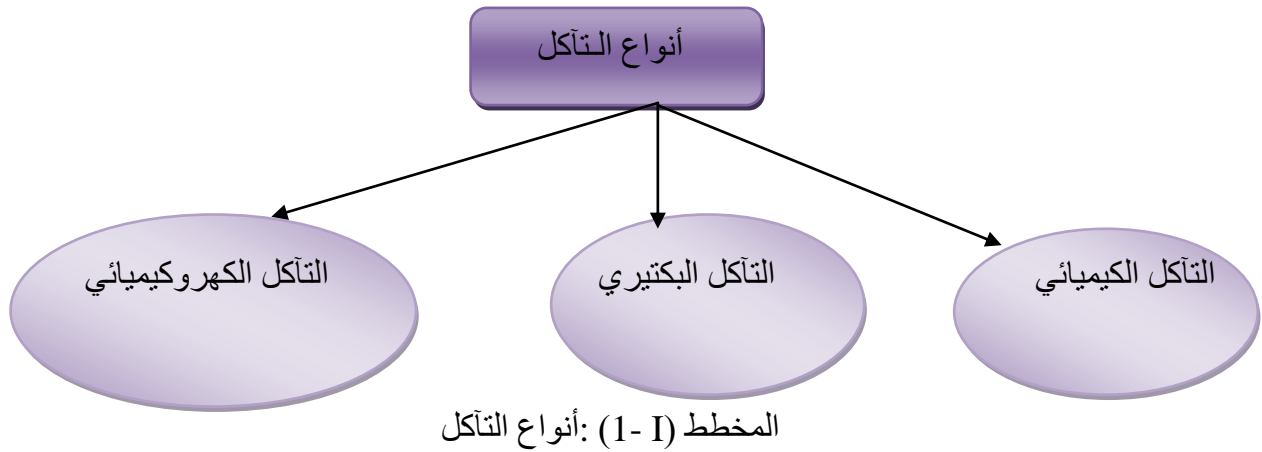 أنواع التآكل
التآكل الكيميائي
التآكل البكتيري
التآكل الكهروكيميائي
المخطط (I -1) :أنواع التآكل